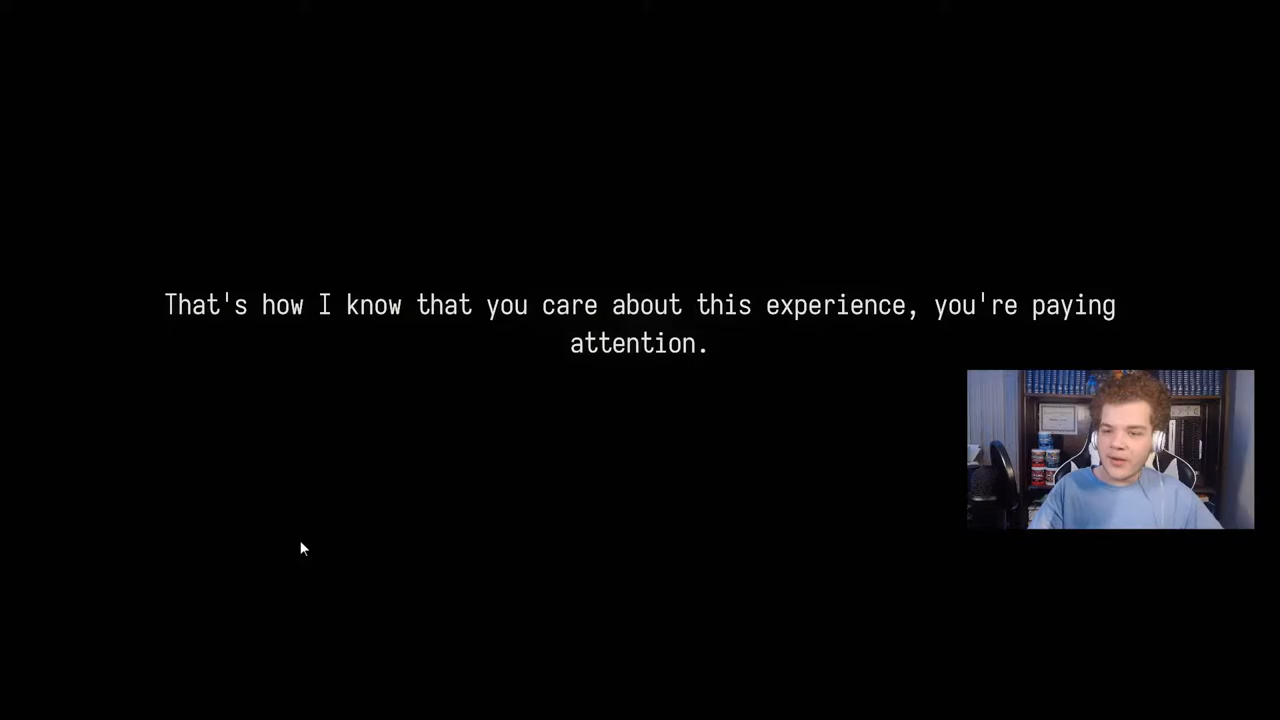 That's how I know that you care about this experience, you're paying
attention.